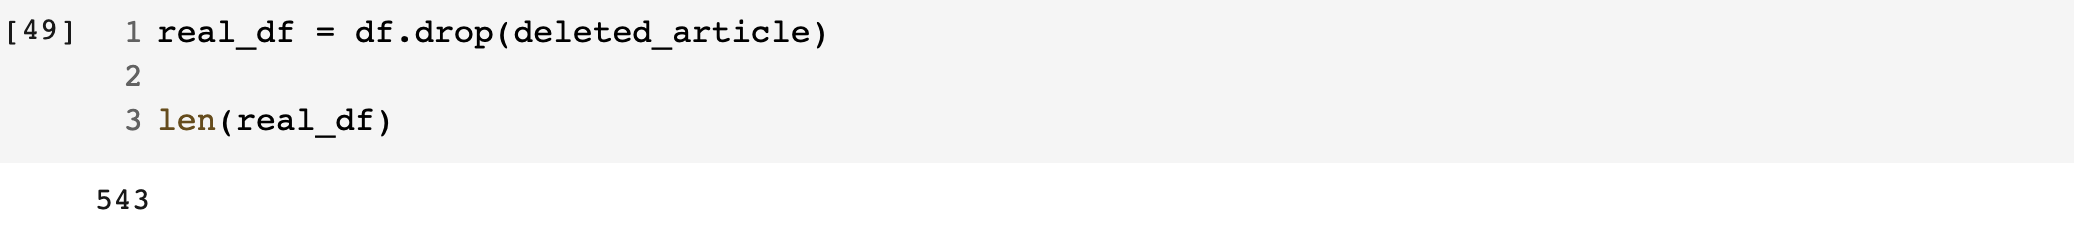 [49] 1 real_df = df.drop(deleted_article)
2
3 len(real_df)
543